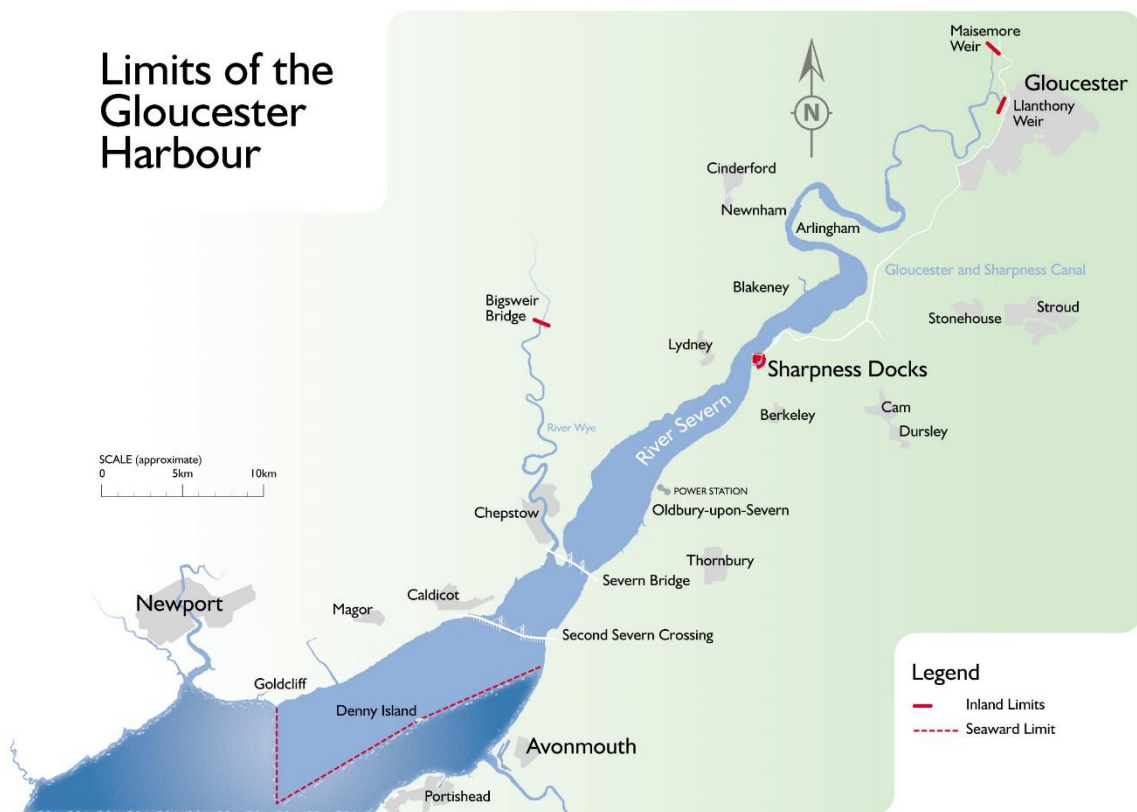 Limits of the
Gloucester
Harbour
N
Maisemore
Weir
Gloucester
Llanthony
Weir
Cinderford
Newnham
Arlingham
Gloucester and Sharpness Canal
Blakeney
Bigsweir
Bridge
Stonehouse
Stroud
Lydney
Sharpness Docks
Berkeley
Cam
Dursley
River Severn
River Wye
SCALE (approximate)
0 5km 10km
POWER STATION
Oldbury-upon-Severn
Chepstow
Thornbury
Severn Bridge
Caldicot
Magor
Newport
Second Severn Crossing
Goldcliff
Denny Island
Avonmouth
Portishead
Legend
Inland Limits
Seaward Limit